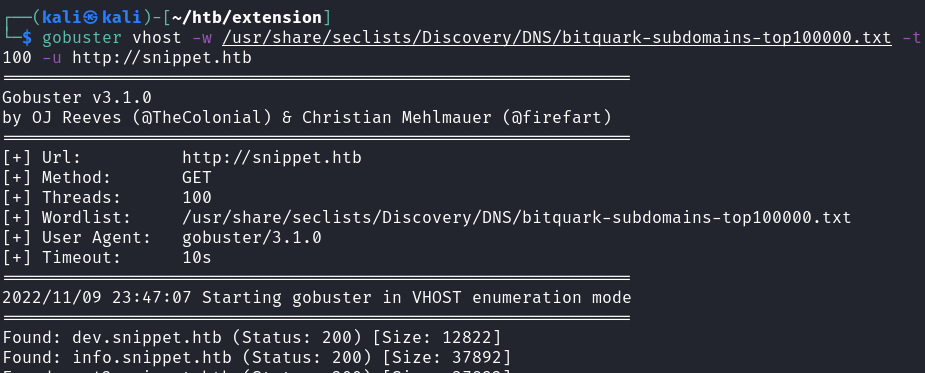 ┌──(kali㉿kali)-[~/htb/extension]
└─$ gobuster vhost -w /usr/share/seclists/Discovery/DNS/bitquark-subdomains-top100000.txt -t
100 -u http://snippet.htb
===============================================================
Gobuster v3.1.0
by OJ Reeves (@TheColonial) & Christian Mehlmauer (@firefart)
===============================================================
[+] Url:          http://snippet.htb
[+] Method:       GET
[+] Threads:      100
[+] Wordlist:     /usr/share/seclists/Discovery/DNS/bitquark-subdomains-top100000.txt
[+] User Agent:   gobuster/3.1.0
[+] Timeout:      10s
===============================================================
2022/11/09 23:47:07 Starting gobuster in VHOST enumeration mode
===============================================================
Found: dev.snippet.htb (Status: 200) [Size: 12822]
Found: info.snippet.htb (Status: 200) [Size: 37892]